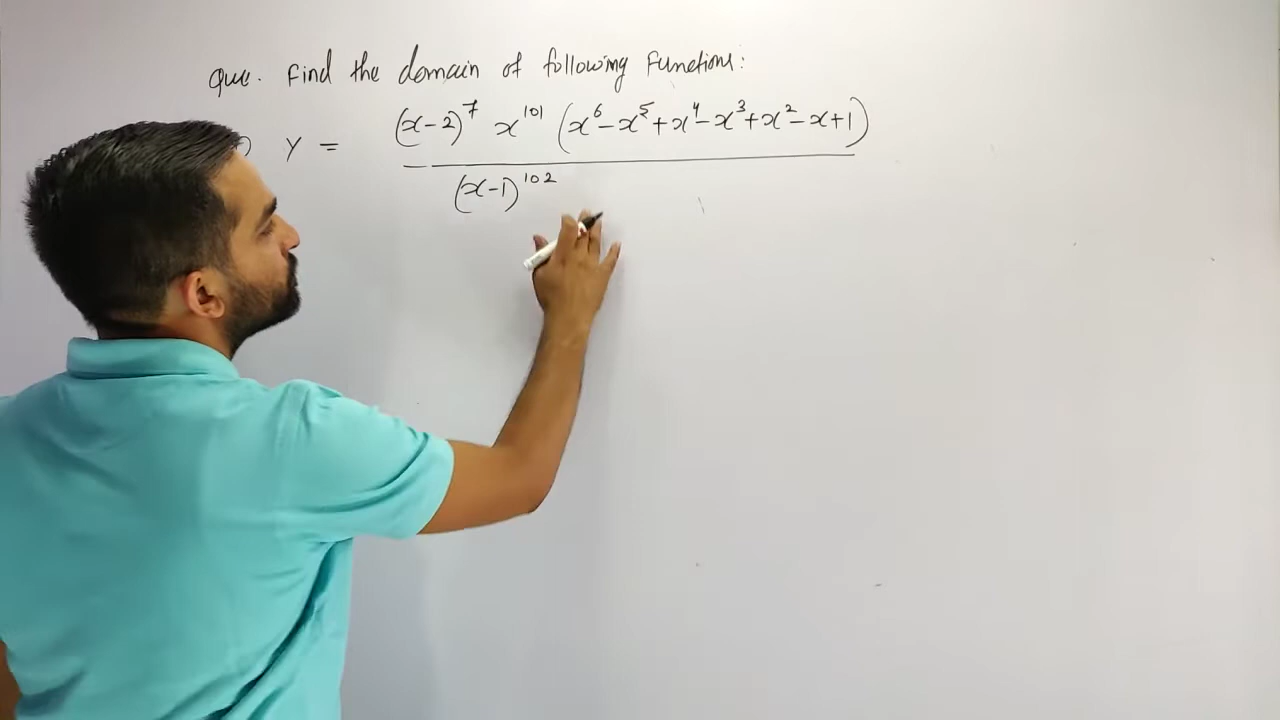 Que. Find the domain of following Functions:
Y = (x-2)^7 x^101 (x^6-x^5+x^4-x^3+x^2-x+1)
(x-1)^102